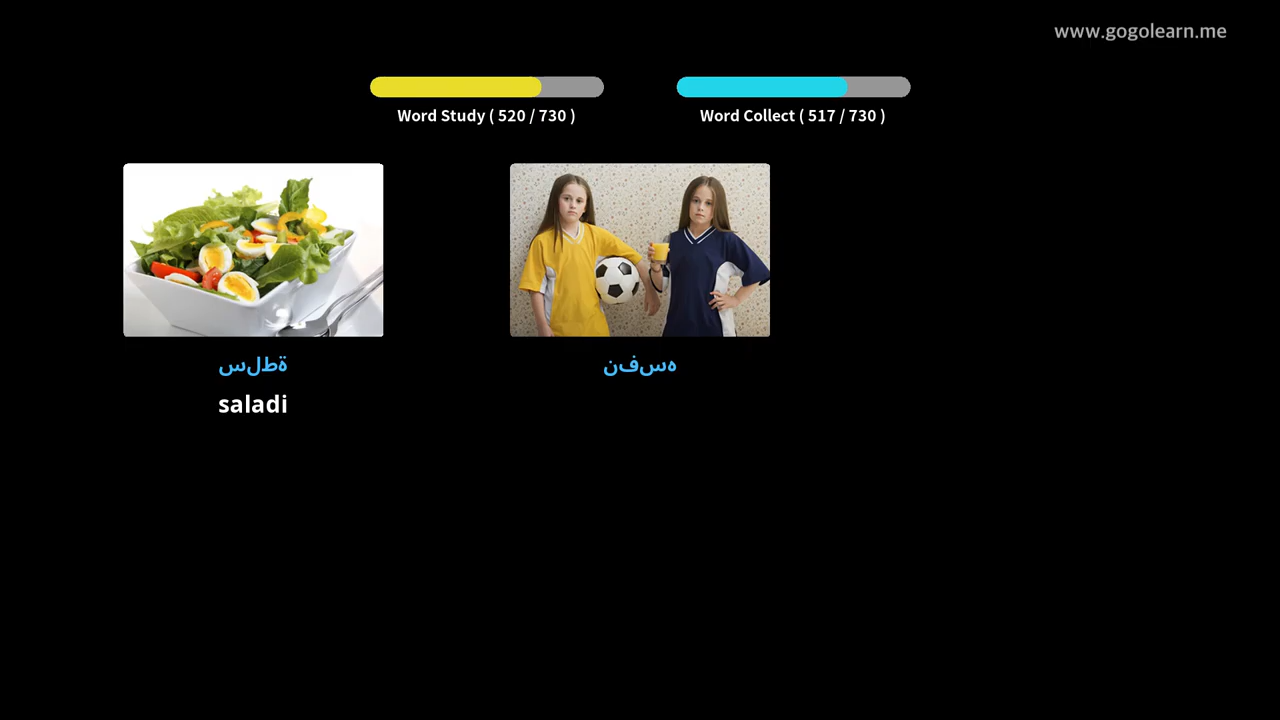 www.gogolearn.me
Word Study ( 520 / 730 )
Word Collect ( 517 / 730 )
ةطلس
saladi
هسفن